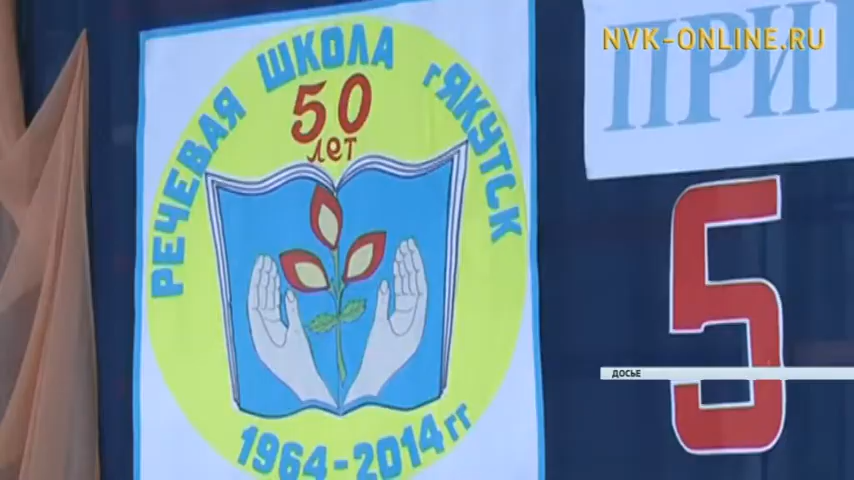 NVK-ONLINE.RU
РЕЧЕВАЯ ШКОЛА г ЯКУТСК
50
лет
1964-2014 гг
5
ДОСЬЕ